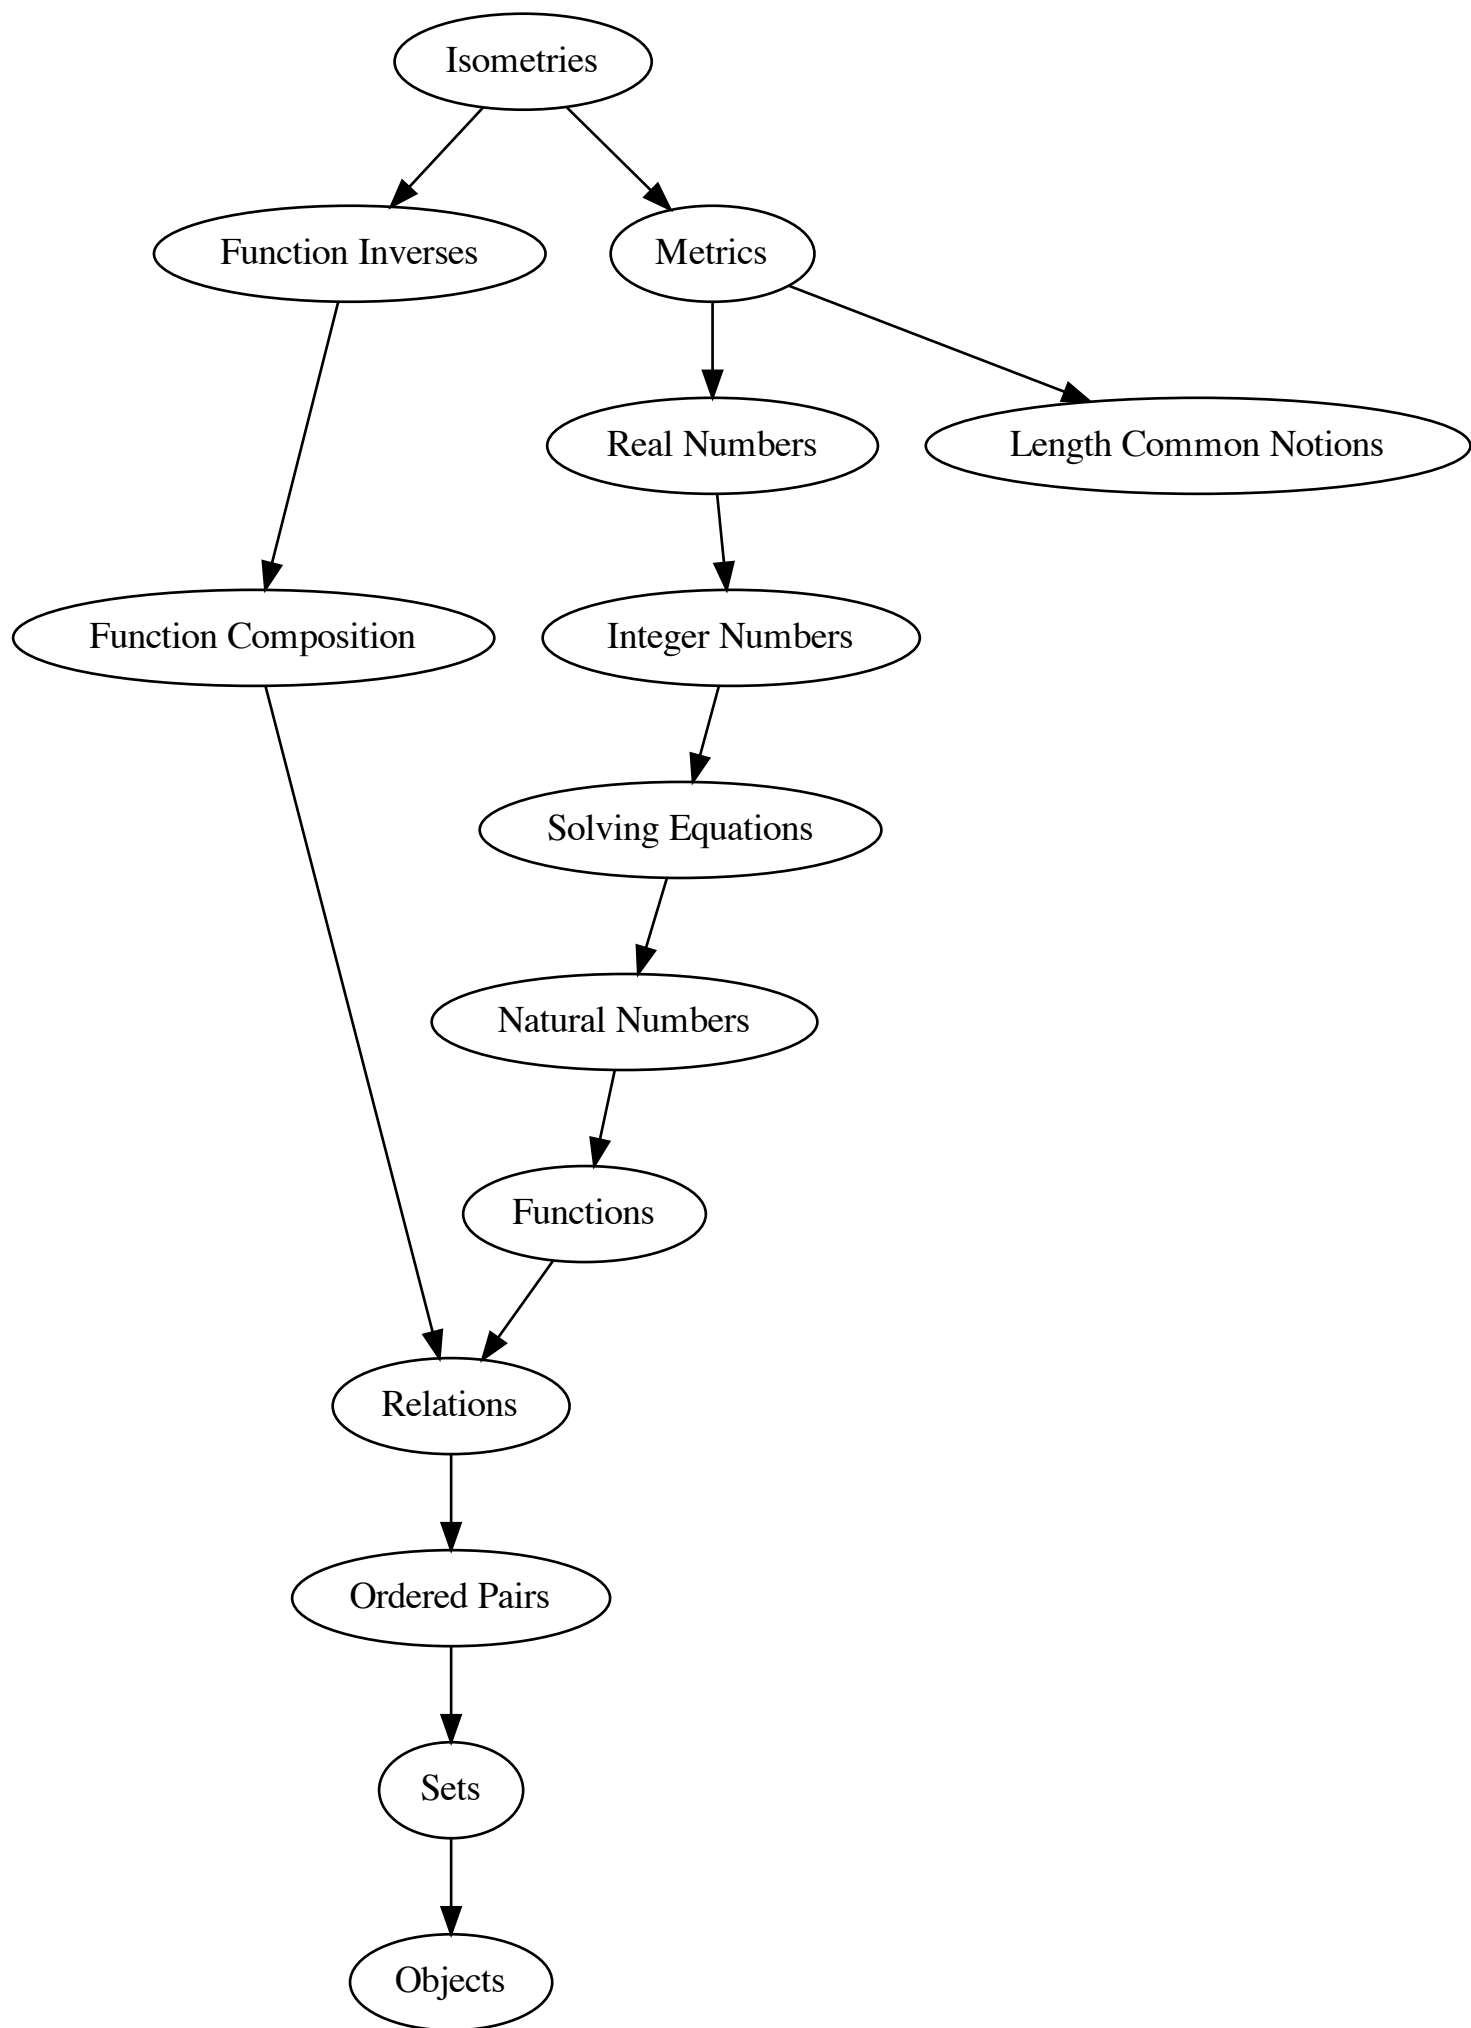 Isometries
Function Inverses
Metrics
Real Numbers
Length Common Notions
Function Composition
Integer Numbers
Solving Equations
Natural Numbers
Functions
Relations
Ordered Pairs
Sets
Objects